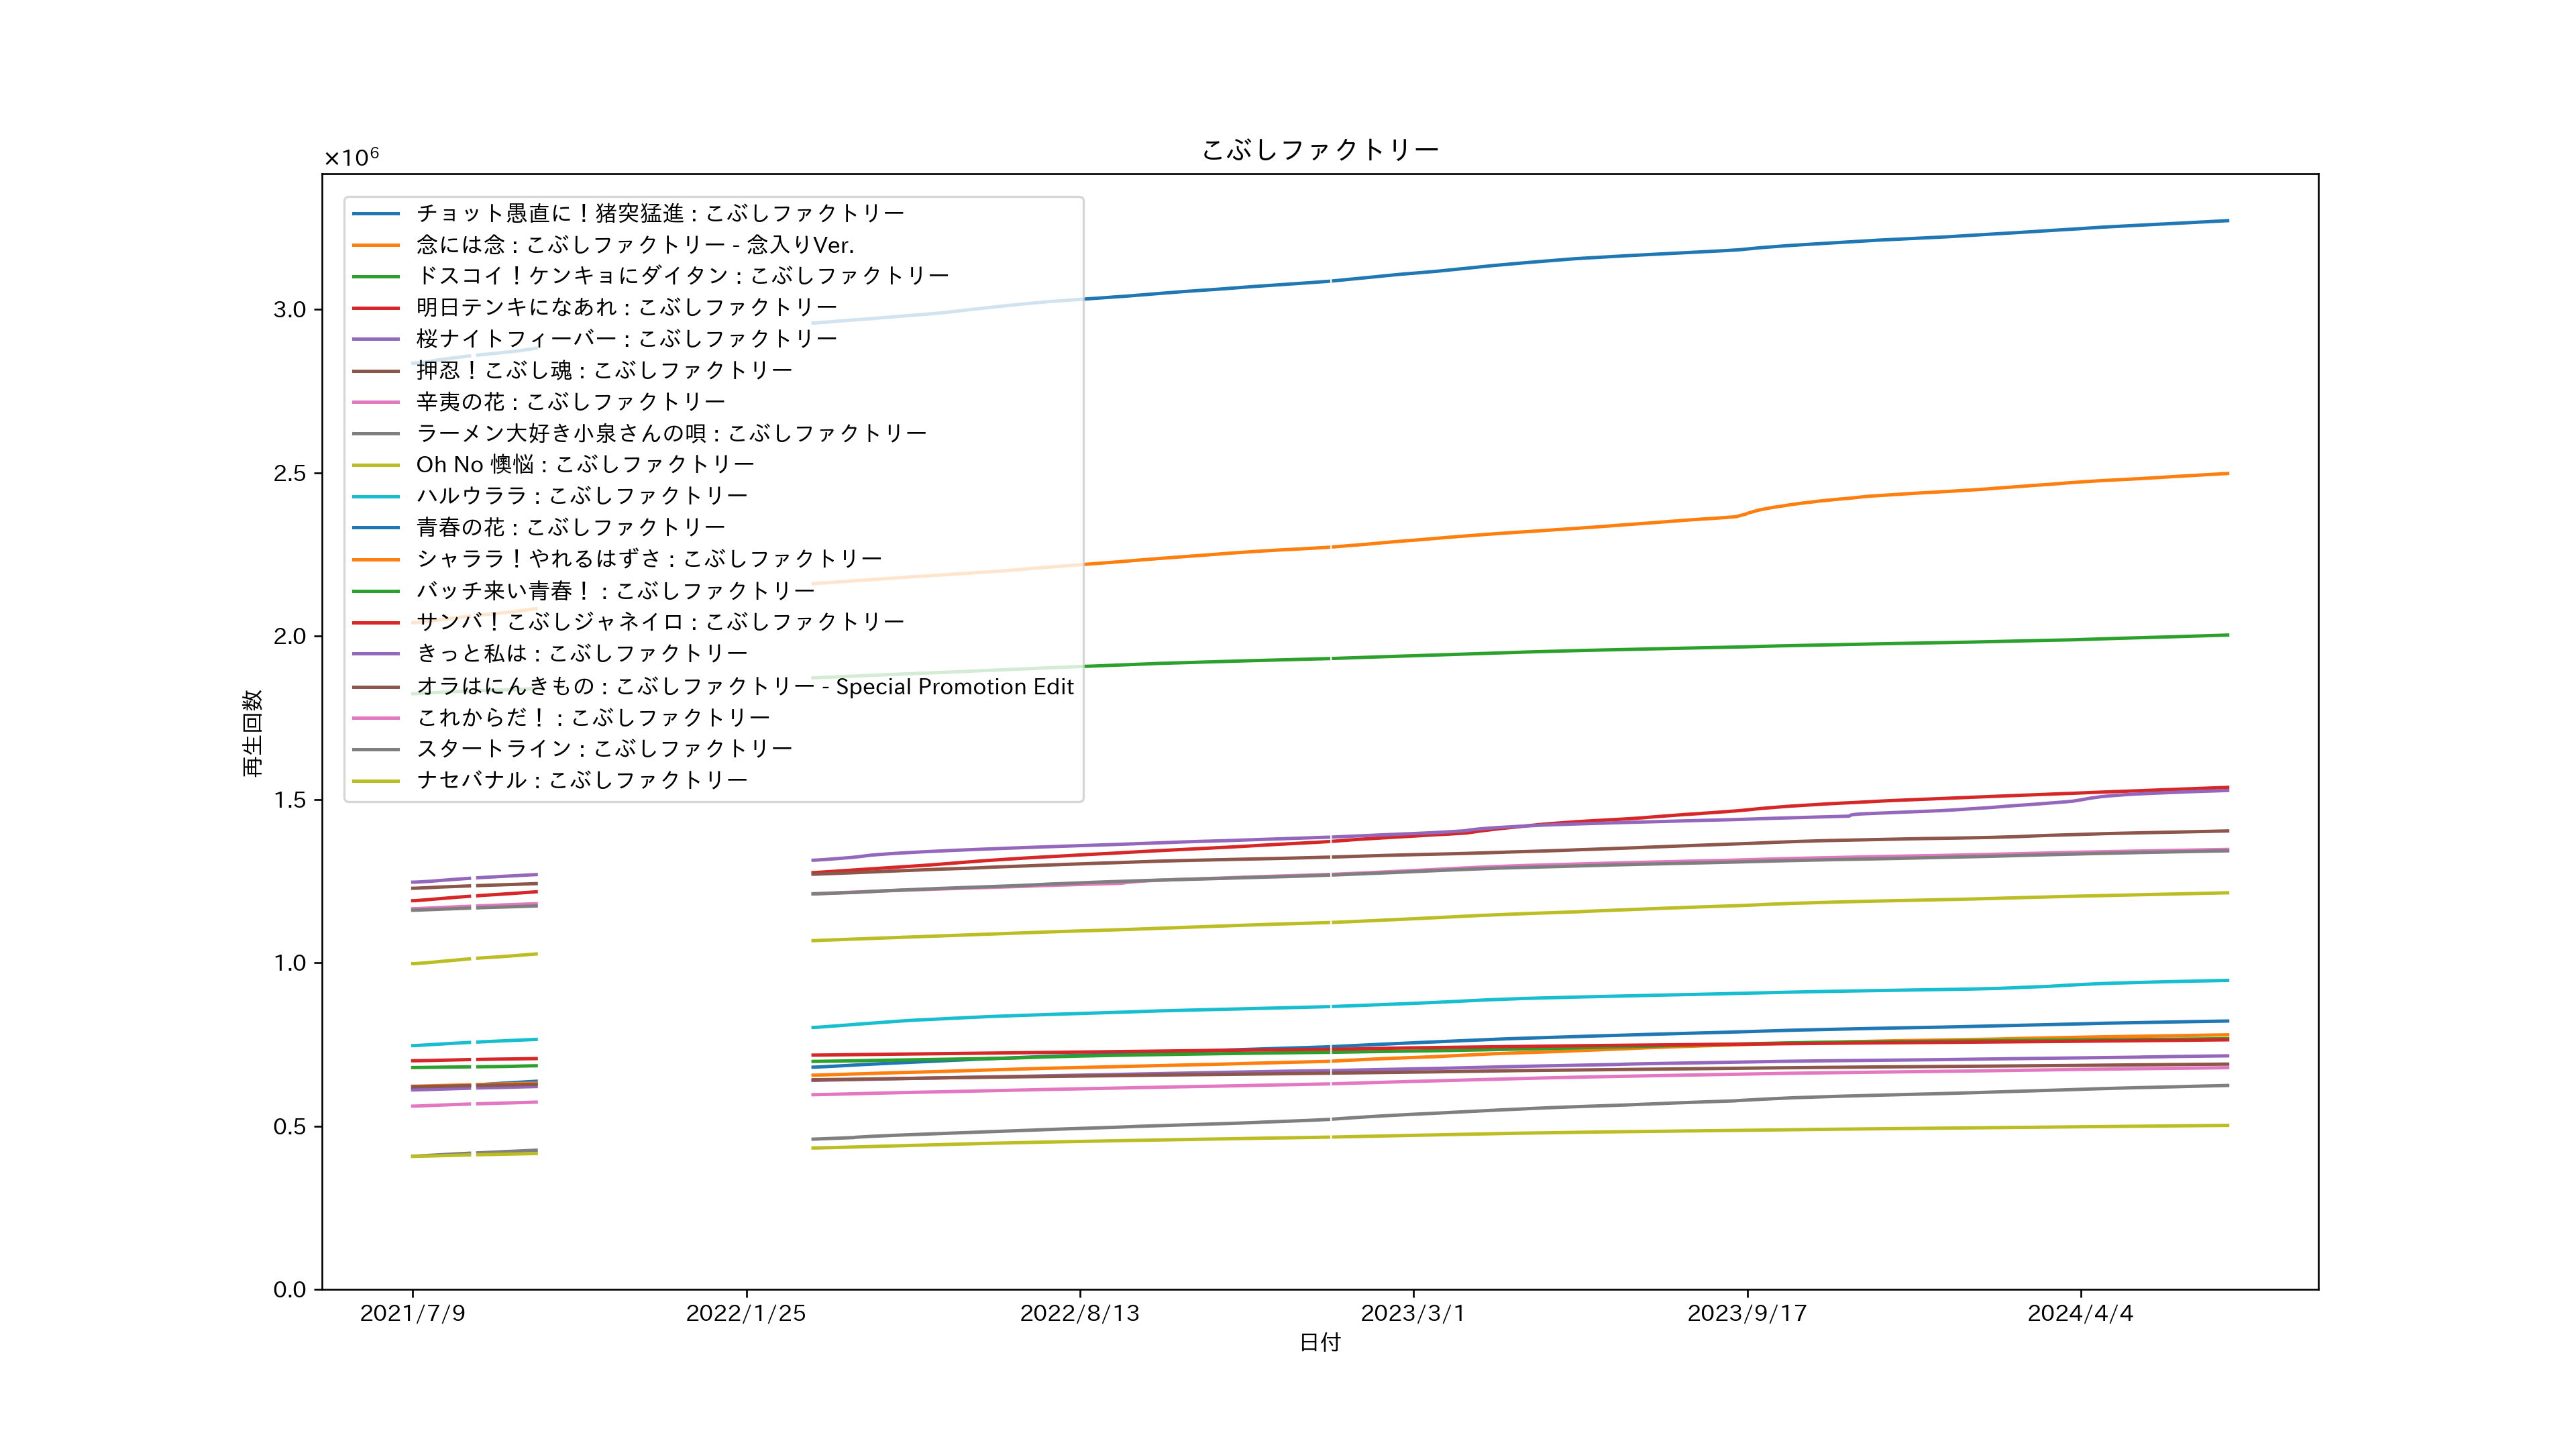 こぶしファクトリー
×10⁶
チョット愚直に！猪突猛進 : こぶしファクトリー
念には念 : こぶしファクトリー - 念入りVer.
ドスコイ！ケンキョにダイタン : こぶしファクトリー
明日テンキになあれ : こぶしファクトリー
桜ナイトフィーバー : こぶしファクトリー
押忍！こぶし魂 : こぶしファクトリー
辛夷の花 : こぶしファクトリー
ラーメン大好き小泉さんの唄 : こぶしファクトリー
Oh No 懊悩 : こぶしファクトリー
ハルウララ : こぶしファクトリー
青春の花 : こぶしファクトリー
シャララ！やれるはずさ : こぶしファクトリー
バッチ来い青春！ : こぶしファクトリー
サンバ！こぶしジャネイロ : こぶしファクトリー
きっと私は : こぶしファクトリー
オラはにんきもの : こぶしファクトリー - Special Promotion Edit
これからだ！ : こぶしファクトリー
スタートライン : こぶしファクトリー
ナセバナル : こぶしファクトリー
3.0
2.5
2.0
1.5
1.0
0.5
0.0
再生回数
2021/7/9
2022/1/25
2022/8/13
2023/3/1
2023/9/17
2024/4/4
日付